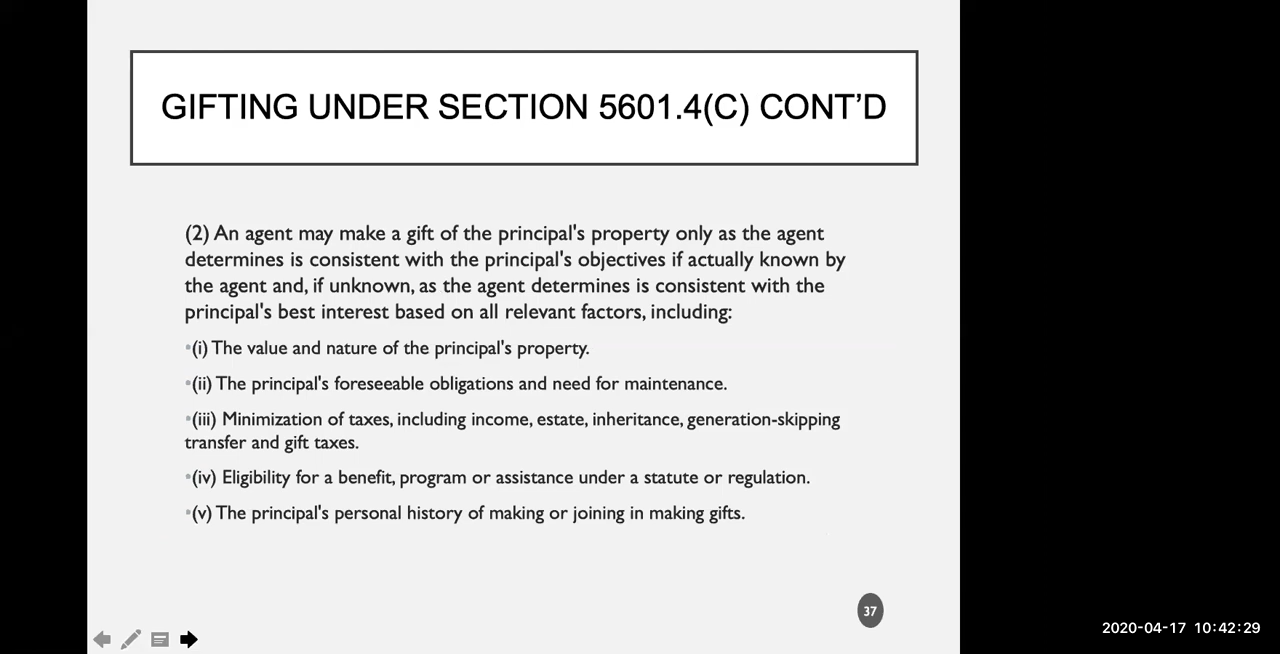 GIFTING UNDER SECTION 5601.4(C) CONT’D
(2) An agent may make a gift of the principal's property only as the agent
determines is consistent with the principal's objectives if actually known by
the agent and, if unknown, as the agent determines is consistent with the
principal's best interest based on all relevant factors, including:
•(i) The value and nature of the principal's property.
•(ii) The principal's foreseeable obligations and need for maintenance.
•(iii) Minimization of taxes, including income, estate, inheritance, generation-skipping
transfer and gift taxes.
•(iv) Eligibility for a benefit, program or assistance under a statute or regulation.
•(v) The principal's personal history of making or joining in making gifts.
37
2020-04-17 10:42:29